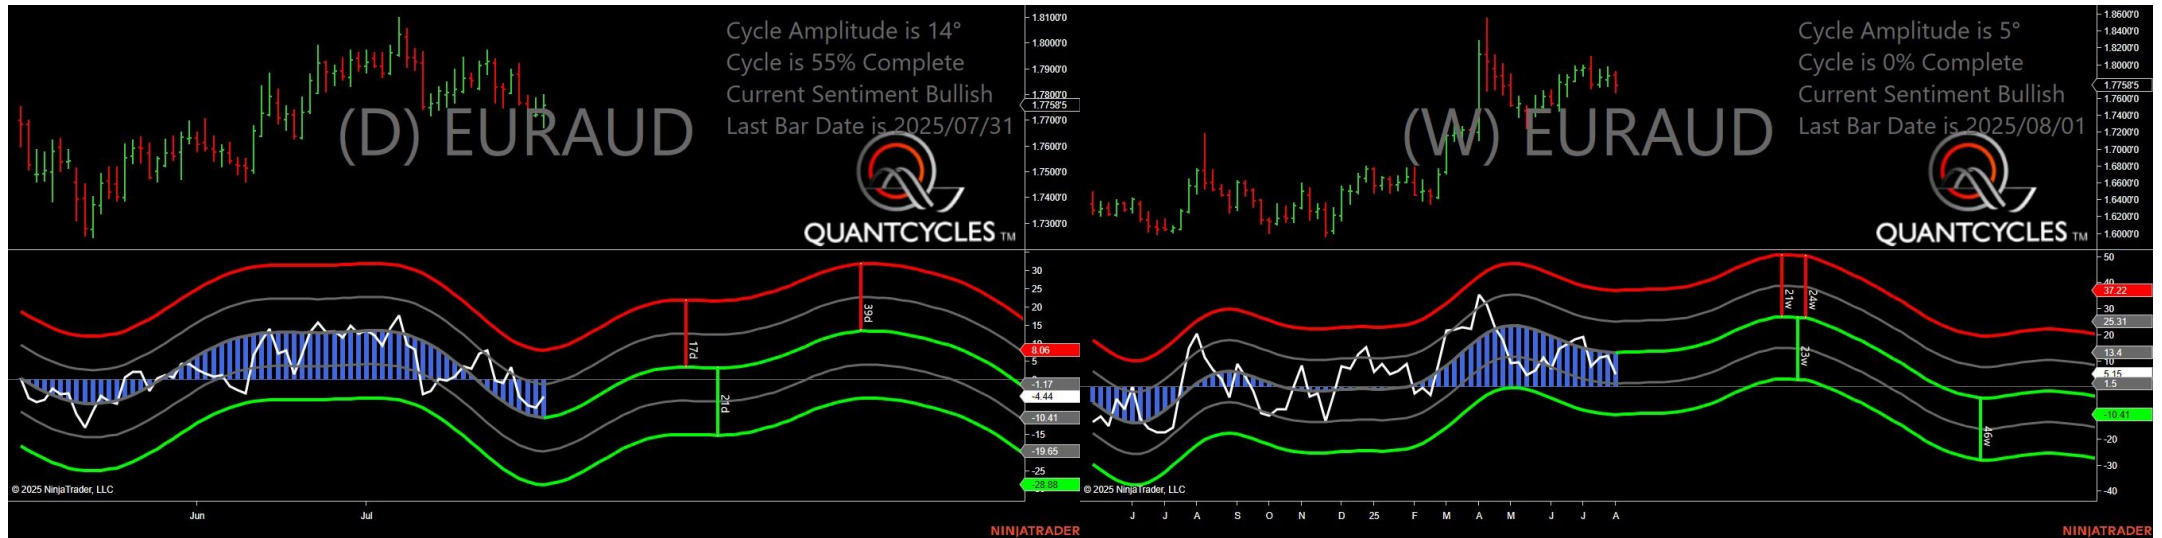 Cycle Amplitude is 14°
Cycle is 55% Complete
Current Sentiment Bullish
Last Bar Date is 2025/07/31
(D) EURAUD
QUANTCYCLES TM
1.8100'0
1.8000'0
1.7900'0
1.7800'0
1.7758'5
1.7700'0
1.7600'0
1.7500'0
1.7400'0
1.7300'0
30
25
20
15
8.06
5
-1.17
-4.44
-10.41
-15
-19.65
-25
-28.88
17d
21d
39d
© 2025 NinjaTrader, LLC
Jun
Jul
NINJATRADER
Cycle Amplitude is 5°
Cycle is 0% Complete
Current Sentiment Bullish
Last Bar Date is 2025/08/01
(W) EURAUD
QUANTCYCLES TM
1.8600'0
1.8400'0
1.8200'0
1.8000'0
1.7758'5
1.7600'0
1.7400'0
1.7200'0
1.7000'0
1.6800'0
1.6600'0
1.6400'0
1.6200'0
1.6000'0
50
40
37.22
30
25.31
20
13.4
10
5.15
1.5
-10.41
-20
-30
-40
21w
24w
23w
46w
© 2025 NinjaTrader, LLC
J J A S O N D 25 F M A M J J A
NINJATRADER